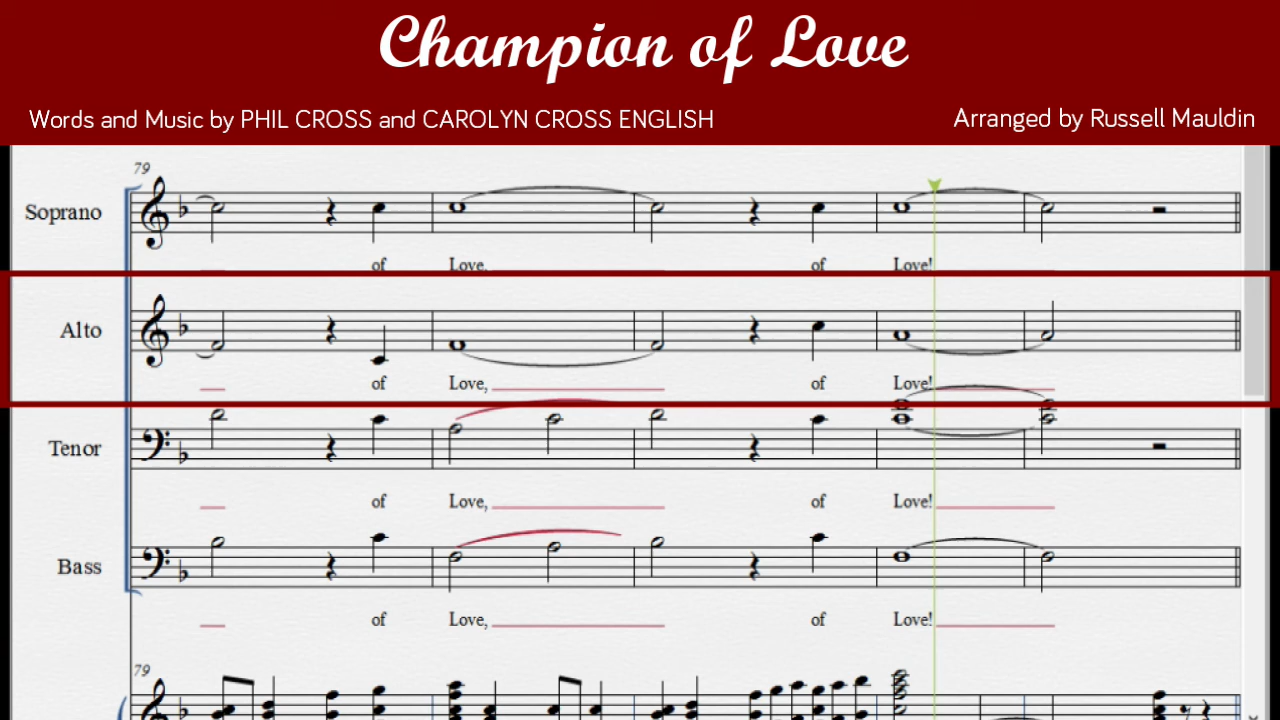 Champion of Love
Words and Music by PHIL CROSS and CAROLYN CROSS ENGLISH
Arranged by Russell Mauldin
79
Soprano
of Love, of Love!
Alto
of Love, of Love!
Tenor
of Love, of Love!
Bass
of Love, of Love!
79